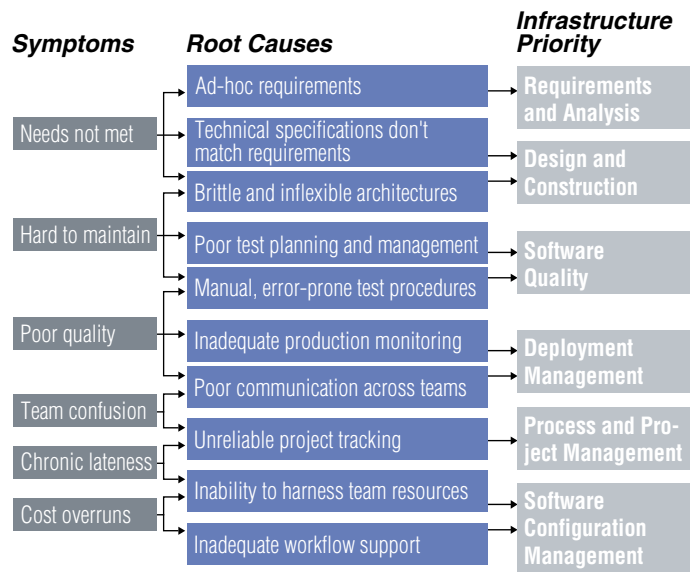 Symptoms
Root Causes
Infrastructure
Priority
Needs not met
Hard to maintain
Poor quality
Team confusion
Chronic lateness
Cost overruns
Ad-hoc requirements
Technical specifications don't
match requirements
Brittle and inflexible architectures
Poor test planning and management
Manual, error-prone test procedures
Inadequate production monitoring
Poor communication across teams
Unreliable project tracking
Inability to harness team resources
Inadequate workflow support
Requirements
and Analysis
Design and
Construction
Software
Quality
Deployment
Management
Process and Pro-
ject Management
Software
Configuration
Management